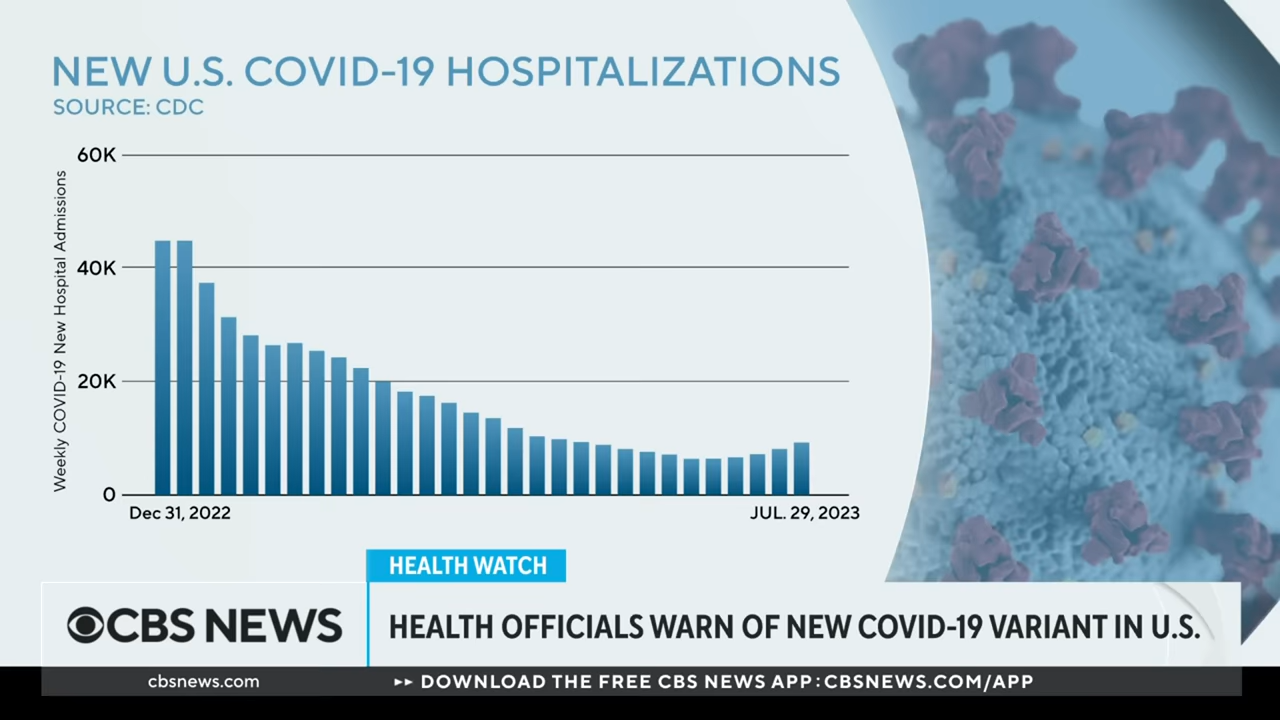 NEW U.S. COVID-19 HOSPITALIZATIONS
SOURCE: CDC
Weekly COVID-19 New Hospital Admissions
60K
40K
20K
0
Dec 31, 2022
JUL. 29, 2023
HEALTH WATCH
CBS NEWS
HEALTH OFFICIALS WARN OF NEW COVID-19 VARIANT IN U.S.
cbsnews.com
DOWNLOAD THE FREE CBS NEWS APP: CBSNEWS.COM/APP